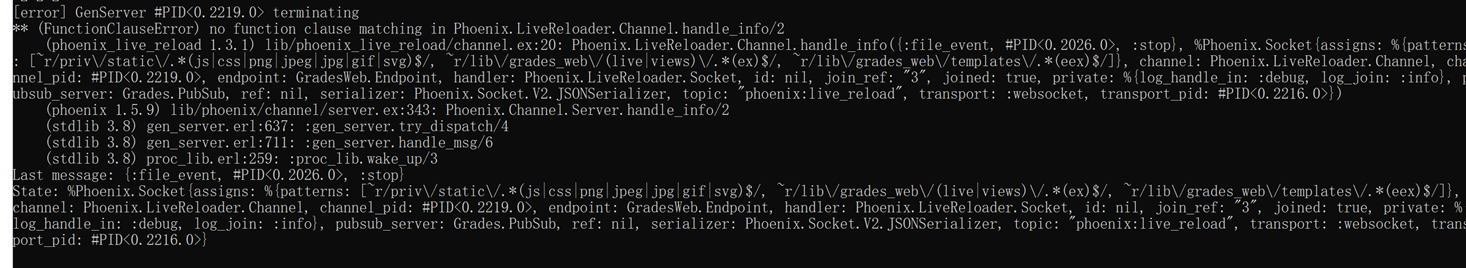 [error] GenServer #PID<0.2219.0> terminating
** (FunctionClauseError) no function clause matching in Phoenix.LiveReloader.Channel.handle_info/2
(phoenix_live_reload 1.3.1) lib/phoenix_live_reload/channel.ex:20: Phoenix.LiveReloader.Channel.handle_info({:file_event, #PID<0.2026.0>, :stop}, %Phoenix.Socket{assigns: %{patterns
: [~r/priv\/static\/.*(js|css|png|jpeg|jpg|gif|svg)$/, ~r/lib\/grades_web\/(live|views)\/.*(ex)$/, ~r/lib\/grades_web\/templates\/.*(eex)$/]}, channel: Phoenix.LiveReloader.Channel, cha
nnel_pid: #PID<0.2219.0>, endpoint: GradesWeb.Endpoint, handler: Phoenix.LiveReloader.Socket, id: nil, join_ref: "3", joined: true, private: %{log_handle_in: :debug, log_join: :info}, p
ubsub_server: Grades.PubSub, ref: nil, serializer: Phoenix.Socket.V2.JSONSerializer, topic: "phoenix:live_reload", transport: :websocket, transport_pid: #PID<0.2216.0>})
(phoenix 1.5.9) lib/phoenix/channel/server.ex:343: Phoenix.Channel.Server.handle_info/2
(stdlib 3.8) gen_server.erl:637: :gen_server.try_dispatch/4
(stdlib 3.8) gen_server.erl:711: :gen_server.handle_msg/6
(stdlib 3.8) proc_lib.erl:259: :proc_lib.wake_up/3
Last message: {:file_event, #PID<0.2026.0>, :stop}
State: %Phoenix.Socket{assigns: %{patterns: [~r/priv\/static\/.*(js|css|png|jpeg|jpg|gif|svg)$/, ~r/lib\/grades_web\/(live|views)\/.*(ex)$/, ~r/lib\/grades_web\/templates\/.*(eex)$/]},
channel: Phoenix.LiveReloader.Channel, channel_pid: #PID<0.2219.0>, endpoint: GradesWeb.Endpoint, handler: Phoenix.LiveReloader.Socket, id: nil, join_ref: "3", joined: true, private: %
log_handle_in: :debug, log_join: :info}, pubsub_server: Grades.PubSub, ref: nil, serializer: Phoenix.Socket.V2.JSONSerializer, topic: "phoenix:live_reload", transport: :websocket, trans
port_pid: #PID<0.2216.0>}